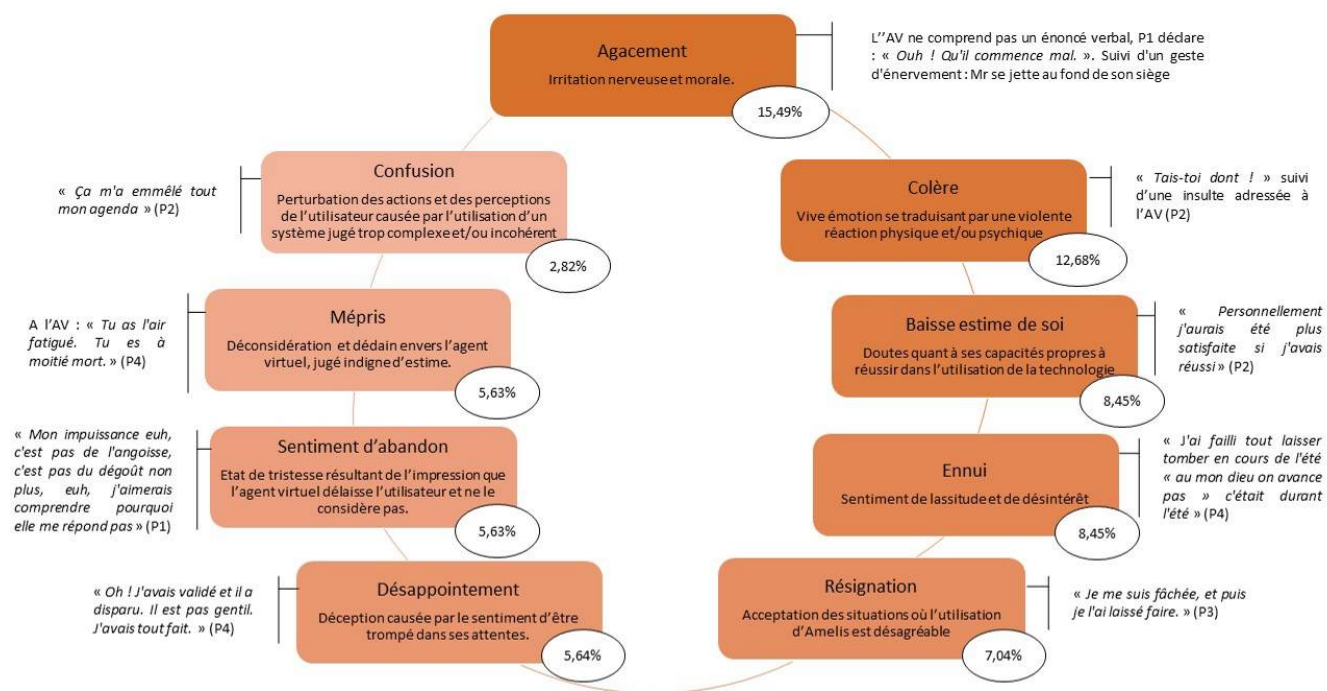 Agacement
Irritation nerveuse et morale.
15,49%
L''AV ne comprend pas un énoncé verbal, P1 déclare
: « Ouh ! Qu'il commence mal. ». Suivi d'un geste
d'énervement : Mr se jette au fond de son siège
Confusion
Perturbation des actions et des perceptions
de l'utilisateur causée par l'utilisation d'un
système jugé trop complexe et/ou incohérent
2,82%
« Ça m'a emmêlé tout
mon agenda » (P2)
Colère
Vive émotion se traduisant par une violente
réaction physique et/ou psychique
12,68%
« Tais-toi dont ! » suivi
d'une insulte adressée à
l'AV (P2)
Mépris
Déconsidération et dédain envers l'agent
virtuel, jugé indigne d'estime.
5,63%
A l'AV : « Tu as l'air
fatigué. Tu es à
moitié mort. » (P4)
Baisse estime de soi
Doutes quant à ses capacités propres à
réussir dans l'utilisation de la technologie
8,45%
« Personnellement
j'aurais été plus
satisfaite si j'avais
réussi » (P2)
Sentiment d'abandon
Etat de tristesse résultant de l'impression que
l'agent virtuel délaisse l'utilisateur et ne le
considère pas.
5,63%
« Mon impuissance euh,
c'est pas de l'angoisse,
c'est pas du dégoût non
plus, euh, j'aimerais
comprendre pourquoi
elle me répond pas » (P1)
Ennui
Sentiment de lassitude et de désintérêt
8,45%
« J'ai failli tout laisser
tomber en cours de l'été
« au mon dieu on avance
pas » c'était durant
l'été » (P4)
Désappointement
Déception causée par le sentiment d'être
trompé dans ses attentes.
5,64%
« Oh ! J'avais validé et il a
disparu. Il est pas gentil.
J'avais tout fait. » (P4)
Résignation
Acceptation des situations où l'utilisation
d'Amelis est désagréable
7,04%
« Je me suis fâchée, et puis
je l'ai laissé faire. » (P3)